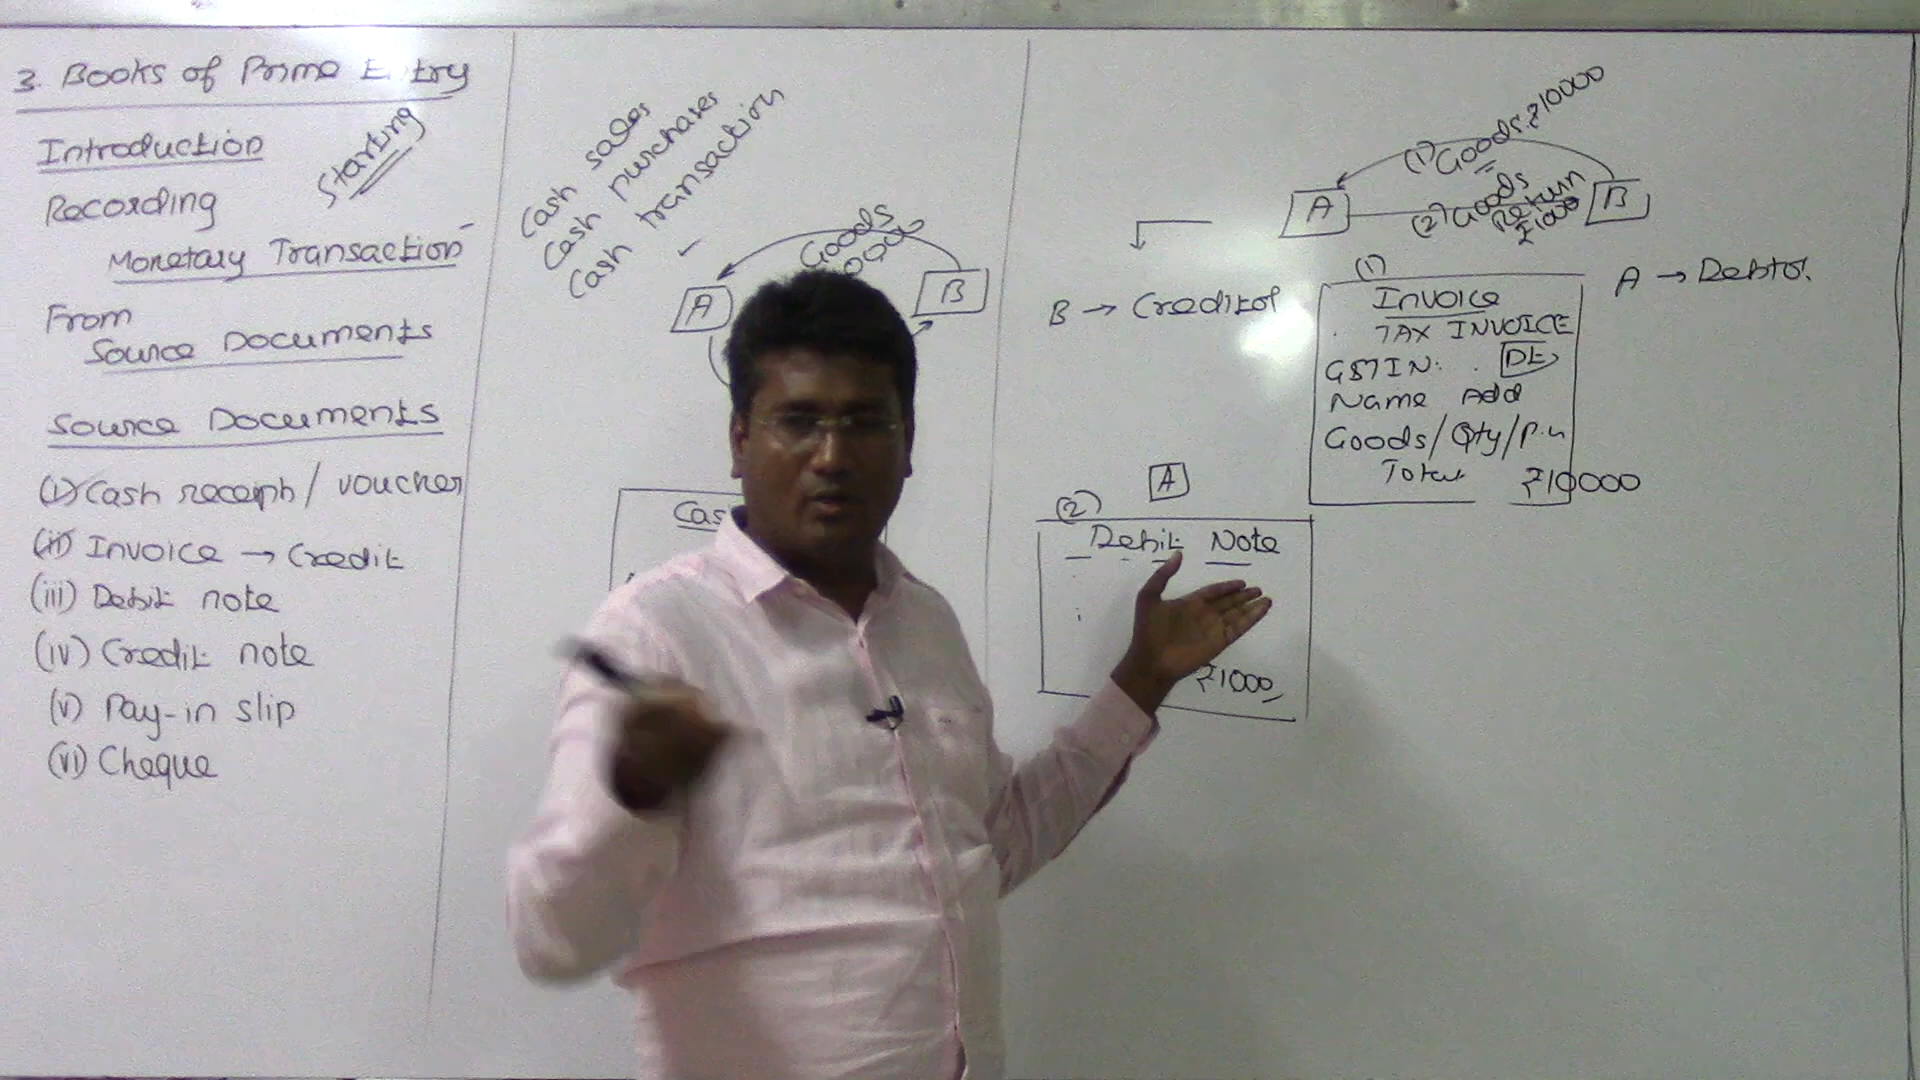 3. Books of Prime Entry
Introduction
Starting
Recording
Monetary Transaction
From
Source Documents
Source Documents
(i) Cash receipt / voucher
(ii) Invoice → Credit
(iii) Debit note
(iv) Credit note
(v) Pay-in slip
(vi) Cheque
Cash sales
Cash purchases
Cash transaction
Goods
A
B
Cas
(1) Goods ₹10000
A
(2) Goods
Return
₹1000
B
B → Creditor
A → Debtor
(1)
Invoice
TAX INVOICE
GSTIN:
Name Add
Goods/Qty/
Total ₹10000
A
(2)
Debit Note
₹1000